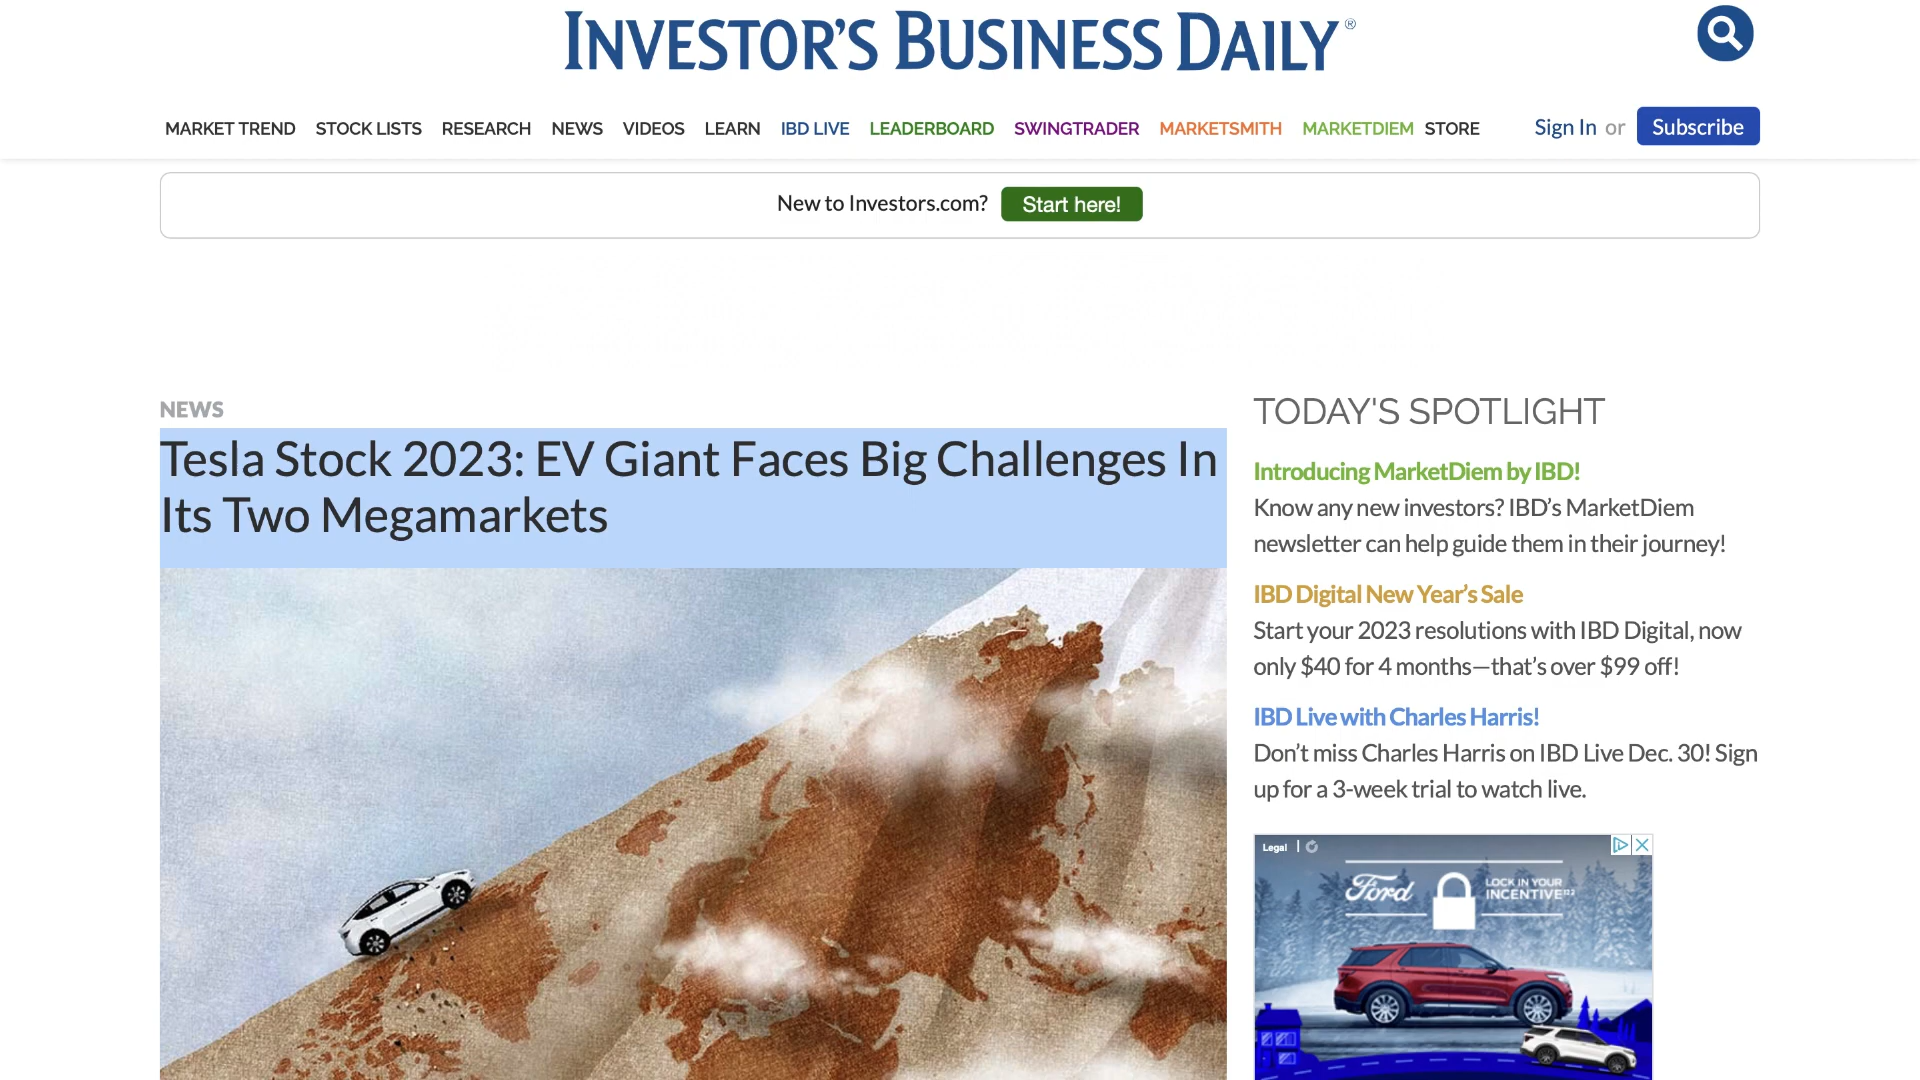 INVESTOR'S BUSINESS DAILY®
MARKET TREND STOCK LISTS RESEARCH NEWS VIDEOS LEARN IBD LIVE LEADERBOARD SWINGTRADER MARKETSMITH MARKETDIEM STORE Sign In or Subscribe
New to Investors.com? Start here!
NEWS
Tesla Stock 2023: EV Giant Faces Big Challenges In
Its Two Megamarkets
TODAY'S SPOTLIGHT
Introducing MarketDiem by IBD!
Know any new investors? IBD’s MarketDiem
newsletter can help guide them in their journey!
IBD Digital New Year’s Sale
Start your 2023 resolutions with IBD Digital, now
only $40 for 4 months—that’s over $99 off!
IBD Live with Charles Harris!
Don’t miss Charles Harris on IBD Live Dec. 30! Sign
up for a 3-week trial to watch live.
Legal
Ford
LOCK IN YOUR
INCENTIVE